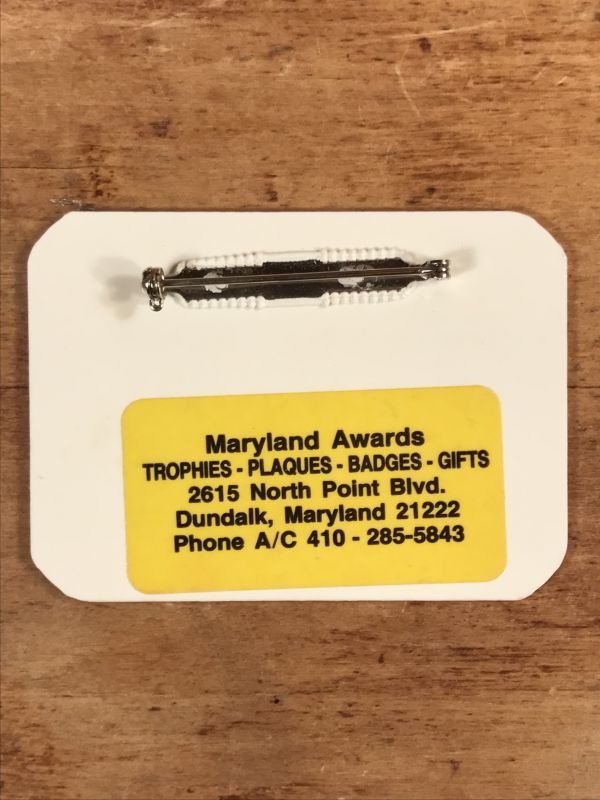 Maryland Awards
TROPHIES - PLAQUES - BADGES - GIFTS
2615 North Point Blvd.
Dundalk, Maryland 21222
Phone A/C 410 - 285-5843